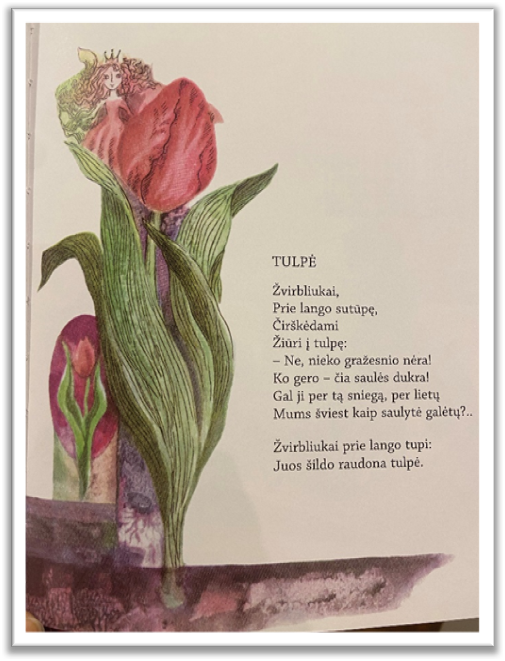 TULPĖ
Žvirbliukai,
Prie lango sutūpę,
Čirškėdami
Žiūri į tulpę:
– Ne, nieko gražesnio nėra!
Ko gero – čia saulės dukra!
Gal ji per tą sniegą, per lietų
Mums šviest kaip saulytė galėtų?..
Žvirbliukai prie lango tupi:
Juos šildo raudona tulpė.